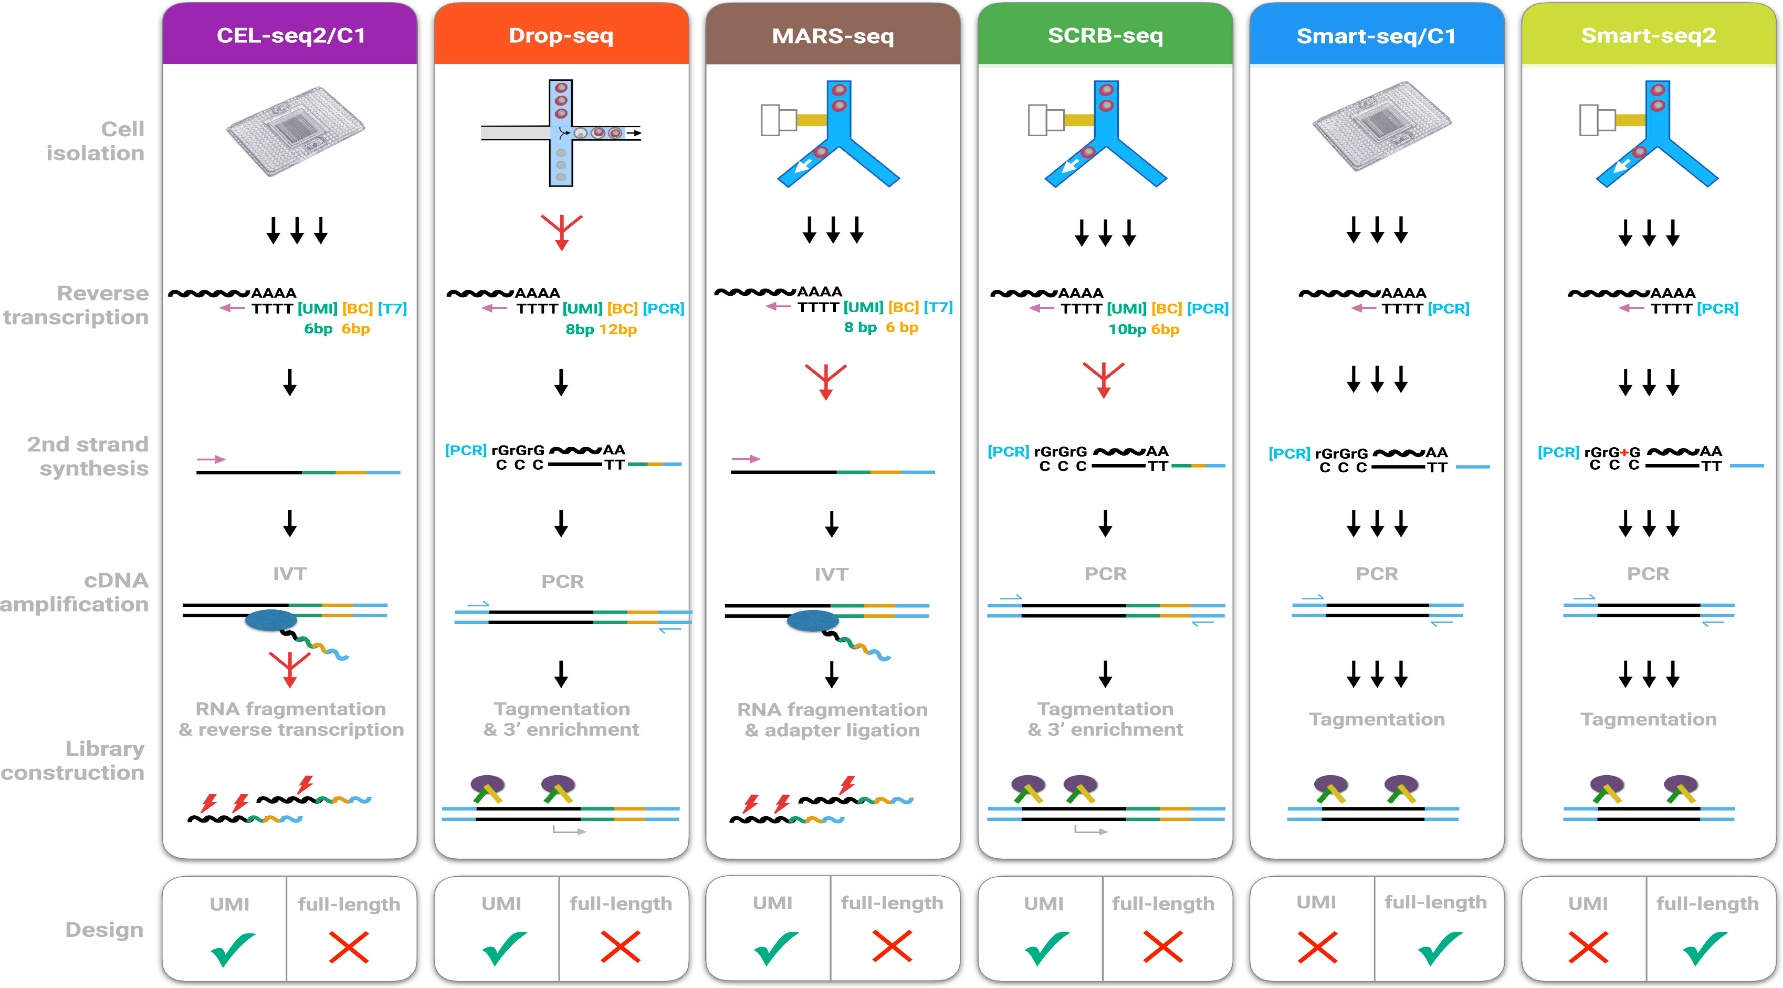 CEL-seq2/C1
Drop-seq
MARS-seq
SCRB-seq
Smart-seq/C1
Smart-seq2
Cell
isolation
Reverse
transcription
AAAA
TTTT [UMI] [BC] [T7]
6bp 6bp
AAAA
TTTT [UMI] [BC] [PCR]
8bp 12bp
AAAA
TTTT [UMI] [BC] [T7]
8 bp 6 bp
AAAA
TTTT [UMI] [BC] [PCR]
10bp 6bp
AAAA
TTTT [PCR]
AAAA
TTTT [PCR]
2nd strand
synthesis
[PCR] rGrGrG AA
C C C TT
[PCR] rGrGrG AA
C C C TT
[PCR] rGrGrG AA
C C C TT
[PCR] rGrG+G AA
C C C TT
cDNA
amplification
IVT
PCR
IVT
PCR
PCR
PCR
Library
construction
RNA fragmentation
& reverse transcription
Tagmentation
& 3’ enrichment
RNA fragmentation
& adapter ligation
Tagmentation
& 3’ enrichment
Tagmentation
Tagmentation
Design
UMI full-length
UMI full-length
UMI full-length
UMI full-length
UMI full-length
UMI full-length